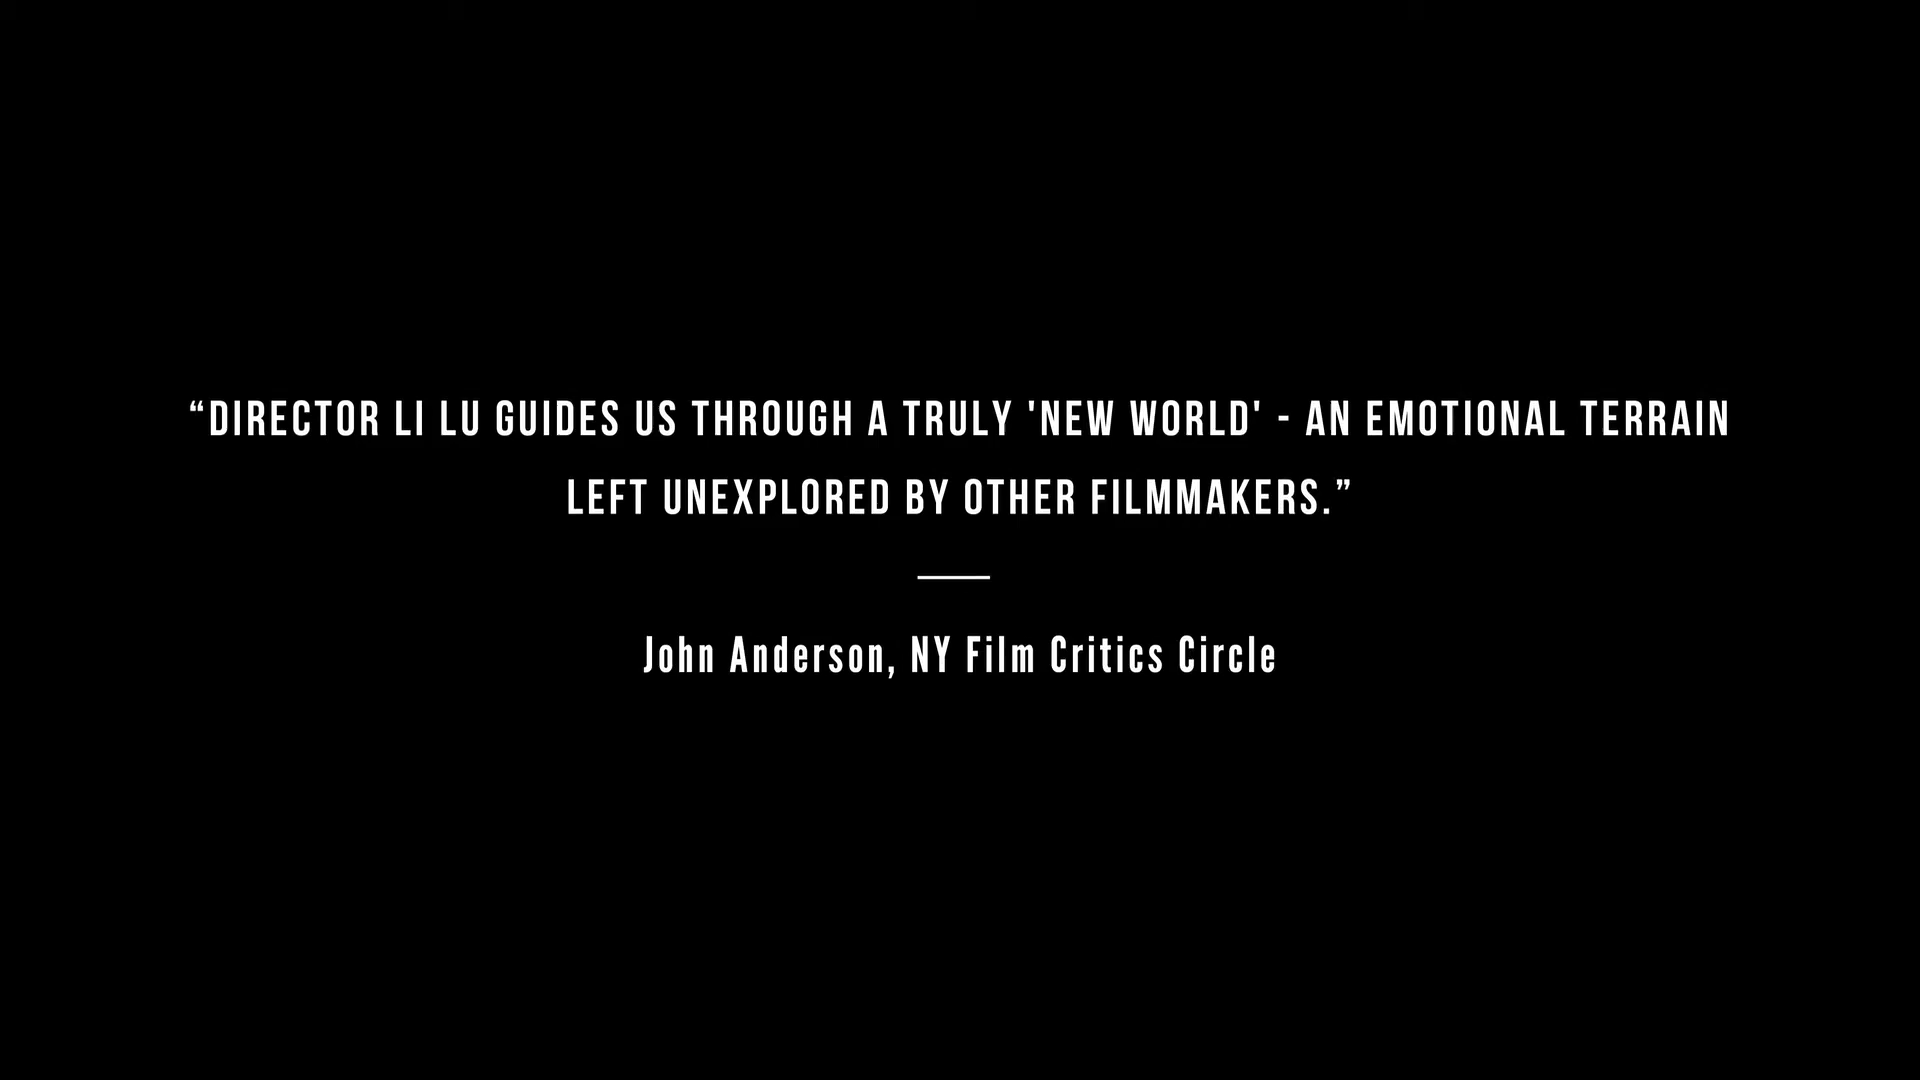 “DIRECTOR LI LU GUIDES US THROUGH A TRULY 'NEW WORLD' - AN EMOTIONAL TERRAIN
LEFT UNEXPLORED BY OTHER FILMMAKERS.”
John Anderson, NY Film Critics Circle